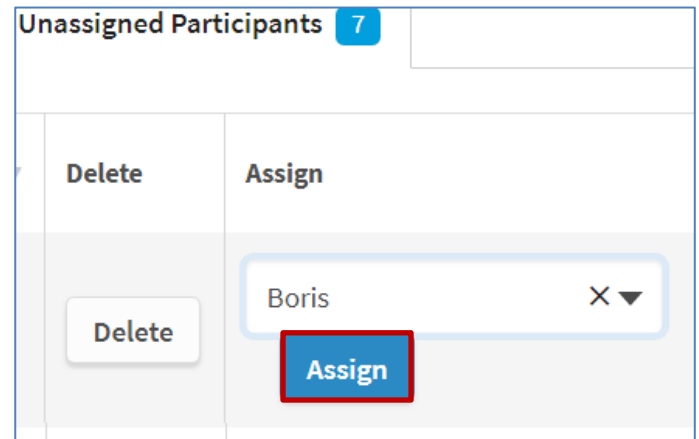 Unassigned Participants 7
Delete Assign
Boris
Delete
Assign